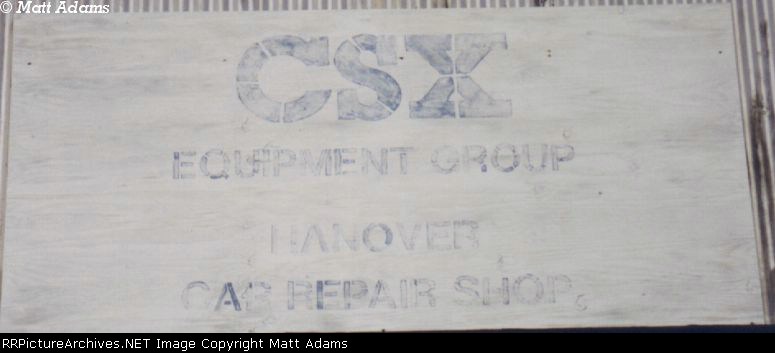 © Matt Adams
CSX
EQUIPMENT GROUP
HANOVER
CAR REPAIR SHOP
RRPictureArchives.NET Image Copyright Matt Adams